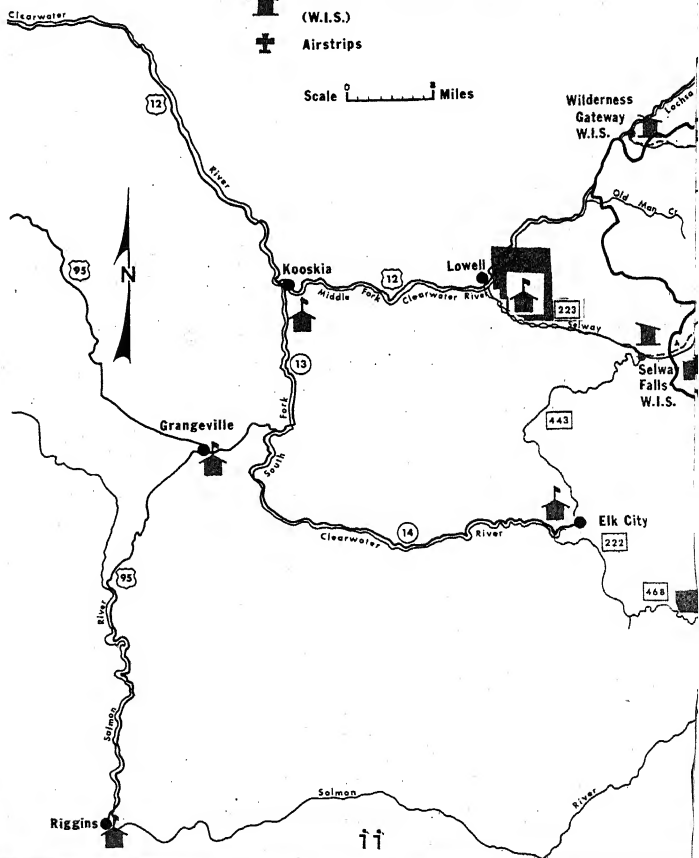 Clearwater
(W.I.S.)
Airstrips
0
Scale
Miles
Wilderness
Gateway
W.I.S.
Lochsa
12
River
Old Man Cr.
95
N
Kooskia
12
Lowell
Middle Fork Clearwater River
223
Selway
A
13
Selway
Falls
W.I.S.
Fork
Grangeville
443
South
Elk City
14
Clearwater River
222
95
468
River
Salmon
Salmon River
Riggins